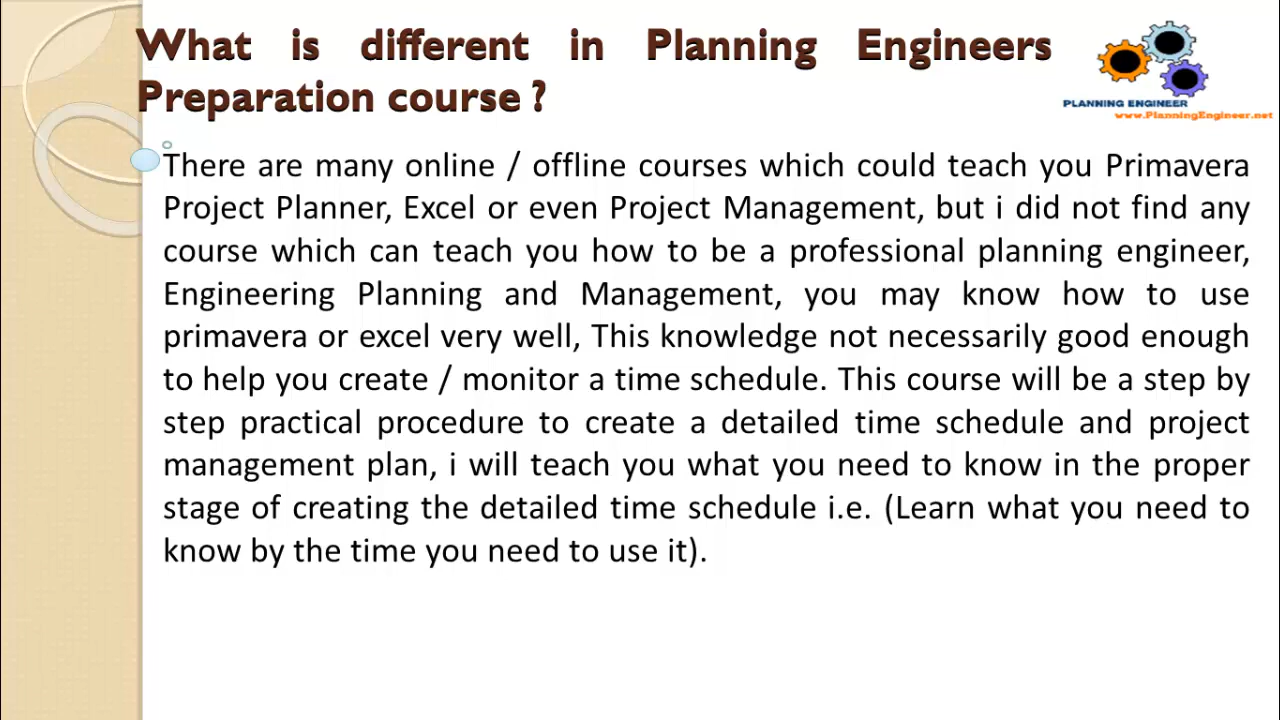 What is different in Planning Engineers
Preparation course ?
PLANNING ENGINEER
www.PlanningEngineer.net
There are many online / offline courses which could teach you Primavera
Project Planner, Excel or even Project Management, but i did not find any
course which can teach you how to be a professional planning engineer,
Engineering Planning and Management, you may know how to use
primavera or excel very well, This knowledge not necessarily good enough
to help you create / monitor a time schedule. This course will be a step by
step practical procedure to create a detailed time schedule and project
management plan, i will teach you what you need to know in the proper
stage of creating the detailed time schedule i.e. (Learn what you need to
know by the time you need to use it).